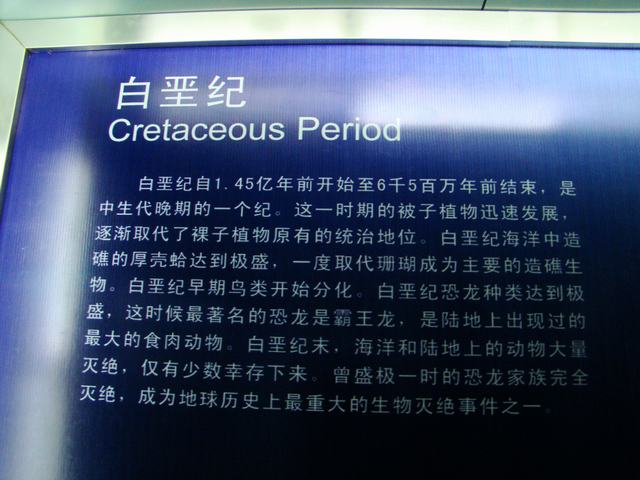 白垩纪
Cretaceous Period
白垩纪自1.45亿年前开始至6千5百万年前结束，是
中生代晚期的一个纪。这一时期的被子植物迅速发展，
逐渐取代了裸子植物原有的统治地位。白垩纪海洋中造
礁的厚壳蛤达到极盛，一度取代珊瑚成为主要的造礁生
物。白垩纪早期鸟类开始分化。白垩纪恐龙种类达到极
盛，这时候最著名的恐龙是霸王龙，是陆地上出现过的
最大的食肉动物。白垩纪末，海洋和陆地上的动物大量
灭绝，仅有少数幸存下来。曾盛极一时的恐龙家族完全
灭绝，成为地球历史上最重大的生物灭绝事件之一。